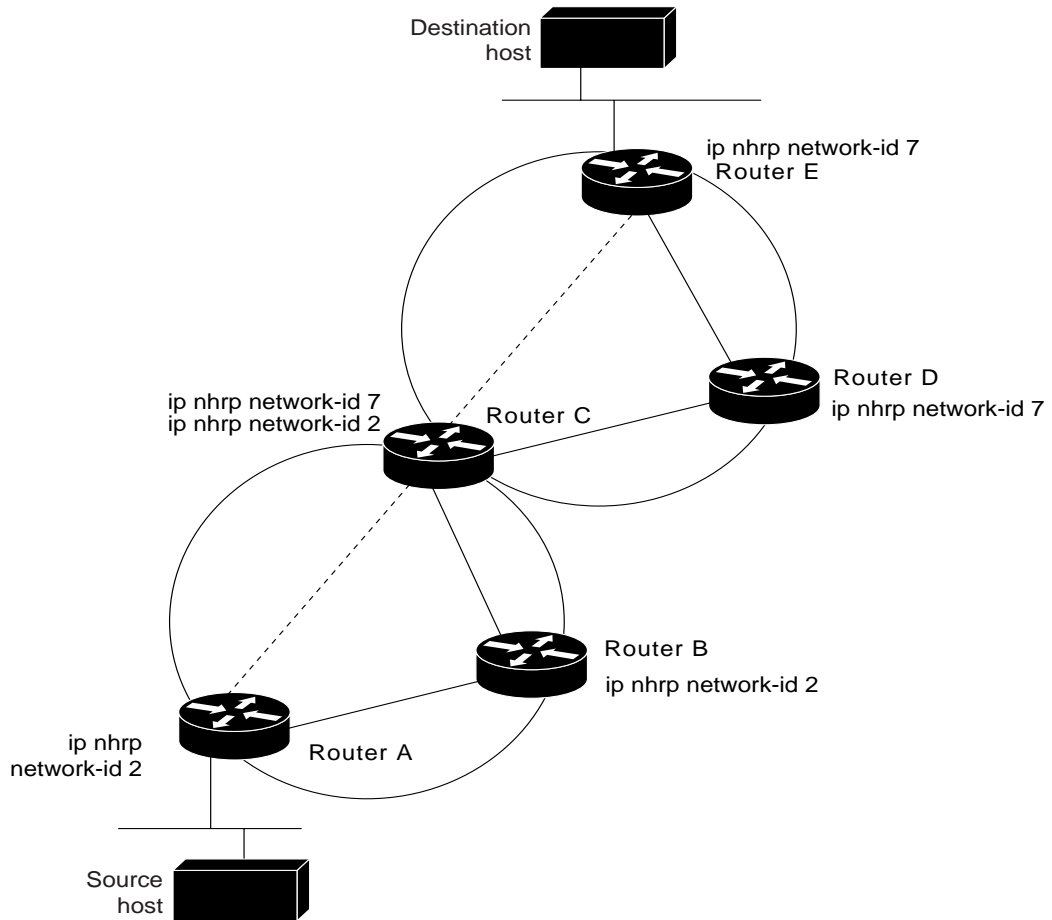 Destination
host
ip nhrp network-id 7
Router E
Router D
ip nhrp network-id 7
ip nhrp network-id 7
ip nhrp network-id 2
Router C
Router B
ip nhrp network-id 2
ip nhrp
network-id 2
Router A
Source
host